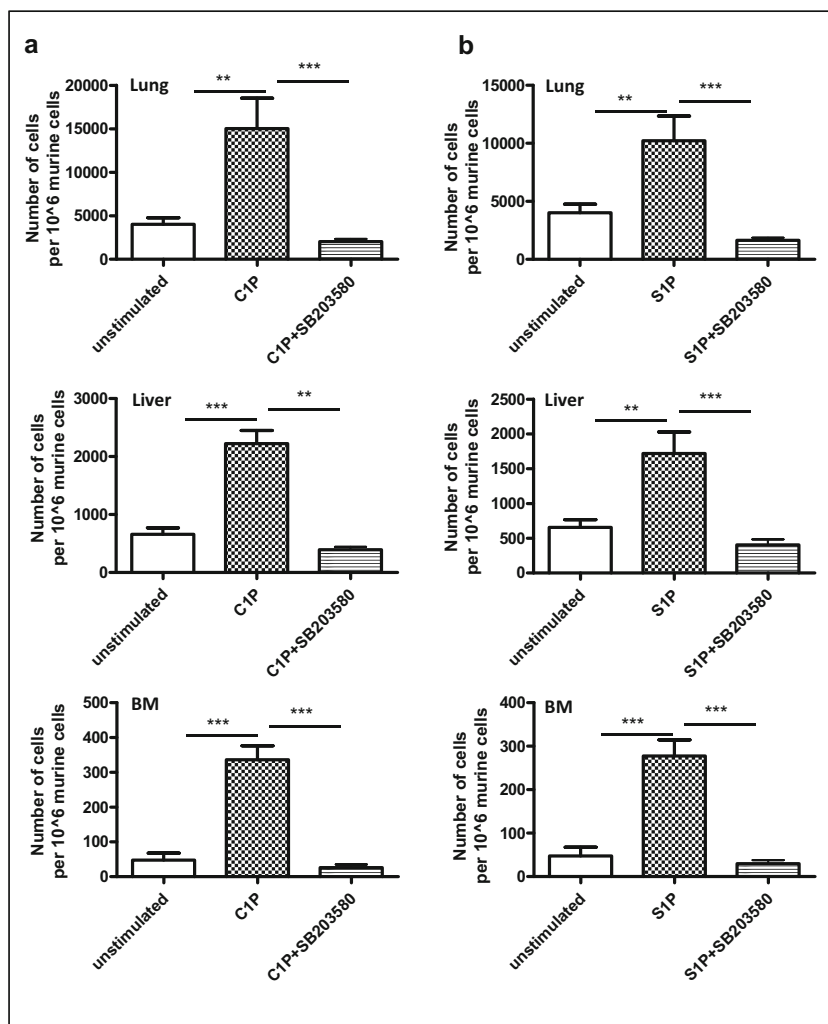 a
b
Lung
**
***
Number of cells
per 10^6 murine cells
20000
15000
10000
5000
0
unstimulated
C1P
C1P+SB203580
Lung
**
***
Number of cells
per 10^6 murine cells
15000
10000
5000
0
unstimulated
S1P
S1P+SB203580
Liver
***
**
Number of cells
per 10^6 murine cells
3000
2000
1000
0
unstimulated
C1P
C1P+SB203580
Liver
**
***
Number of cells
per 10^6 murine cells
2500
2000
1500
1000
500
0
unstimulated
S1P
S1P+SB203580
BM
***
***
Number of cells
per 10^6 murine cells
500
400
300
200
100
0
unstimulated
C1P
C1P+SB203580
BM
***
***
Number of cells
per 10^6 murine cells
400
300
200
100
0
unstimulated
S1P
S1P+SB203580